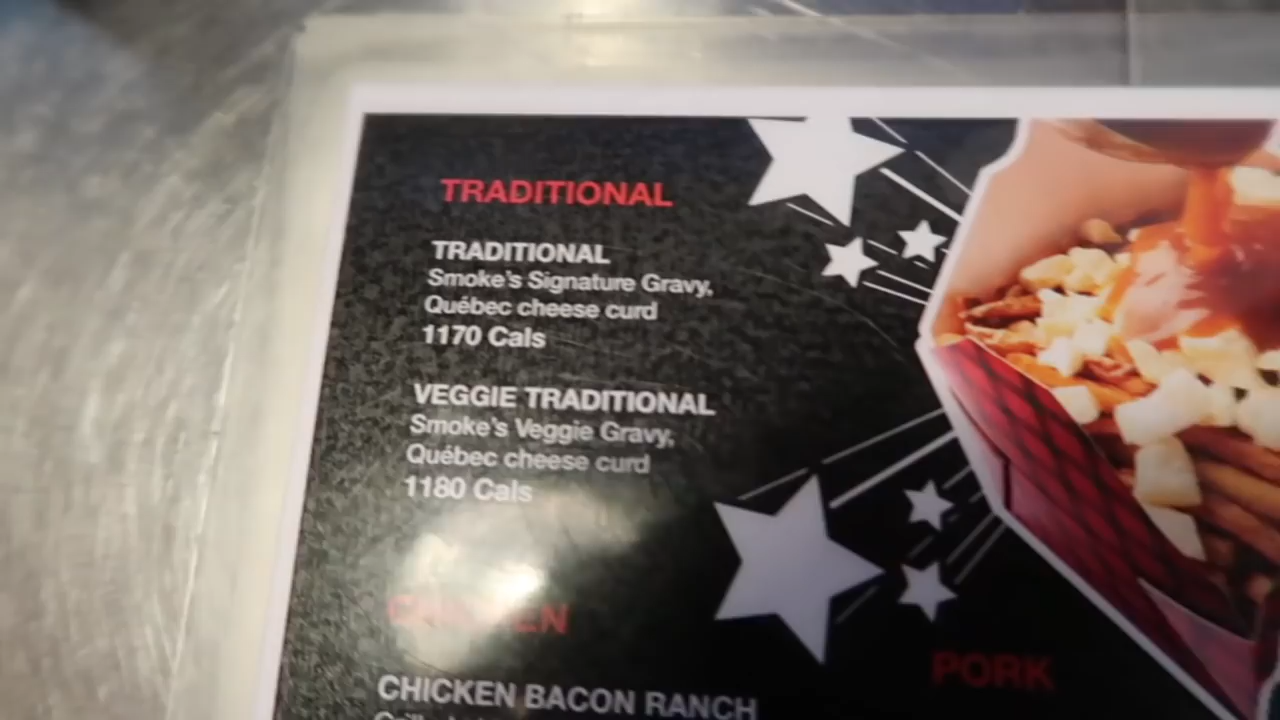 TRADITIONAL
TRADITIONAL
Smoke's Signature Gravy,
Québec cheese curd
1170 Cals
VEGGIE TRADITIONAL
Smoke's Veggie Gravy,
Québec cheese curd
1180 Cals
CHICKEN
CHICKEN BACON RANCH
PORK